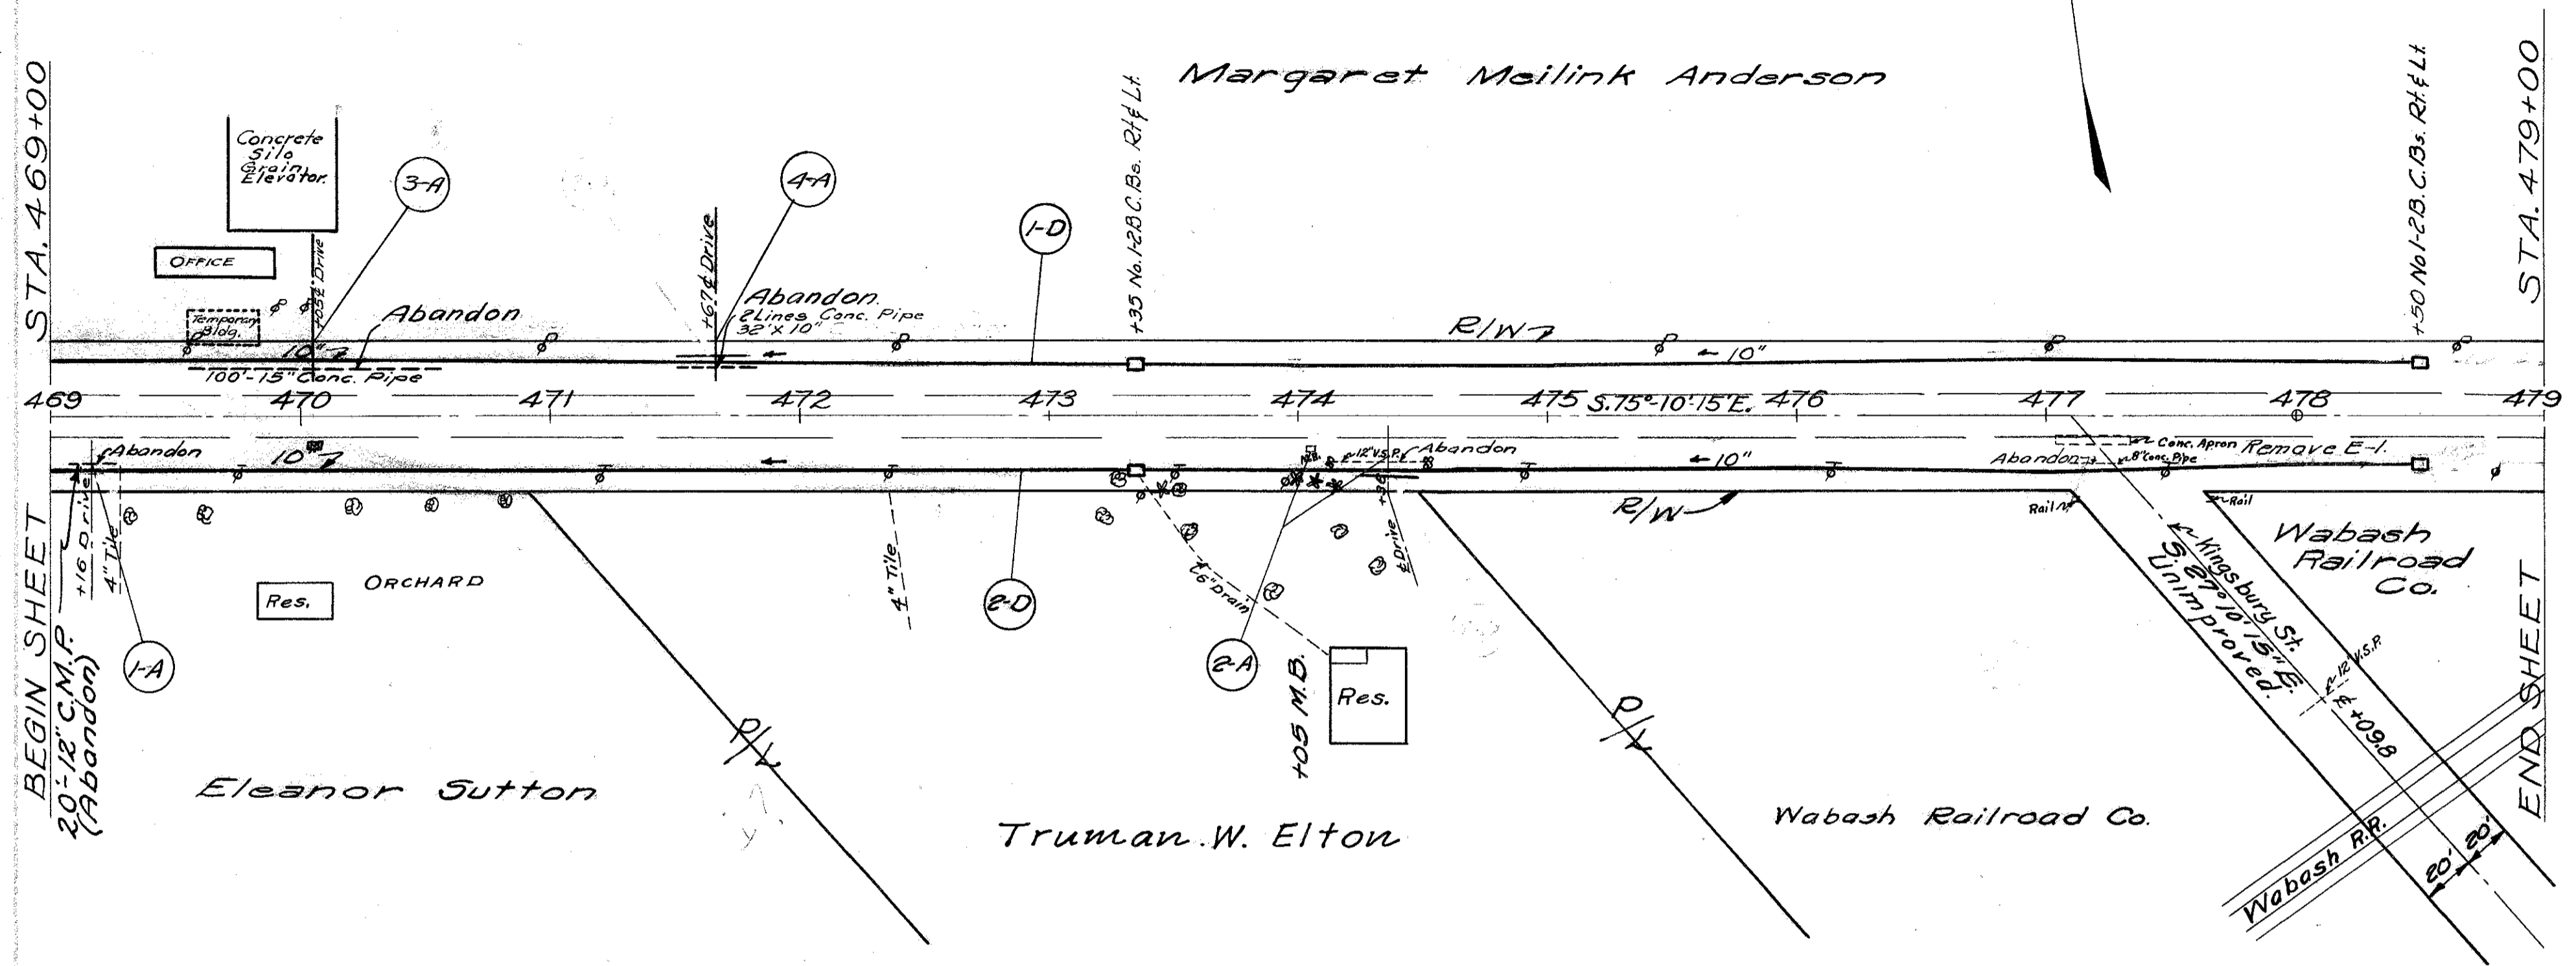 Margaret Meilink Anderson
STA. 469+00
STA. 479+00
Concrete
Silo
Grain
Elevator.
OFFICE
Temporary
Bldg.
3-A
4-A
1-D
+05 ℄ Drive
+67 ℄ Drive
Abandon
Abandon.
2 Lines Conc. Pipe
32' X 10"
+35 No.1-2B C.Bs. Rt & Lt.
+50 No 1-2B. C.Bs. Rt. & Lt.
R/W
10"
10"
100'-15" Conc. Pipe
469 470 471 472 473 474 475 S.75°-10'-15"E. 476 477 478 479
Abandon
10"
M.B.
12" V.S.P.
Abandon
10"
Conc. Apron Remove E-1.
Abandon
8" Conc. Pipe
+16 Drive
4" Tile
4" Tile
6" Drain
+36
℄ Drive
R/W
Rail
Rail
Kingsbury St.
S. 27° 10' 15" E.
Unimproved.
Wabash
Railroad
Co.
ORCHARD
Res.
1-A
2-D
2-A
+05 M.B.
Res.
BEGIN SHEET
20'-12" C.M.P.
(Abandon)
P/L
P/L
12" V.S.P.
℄ +09.8
END SHEET
Eleanor Sutton
Truman W. Elton
Wabash Railroad Co.
Wabash R.R.
20' 20'